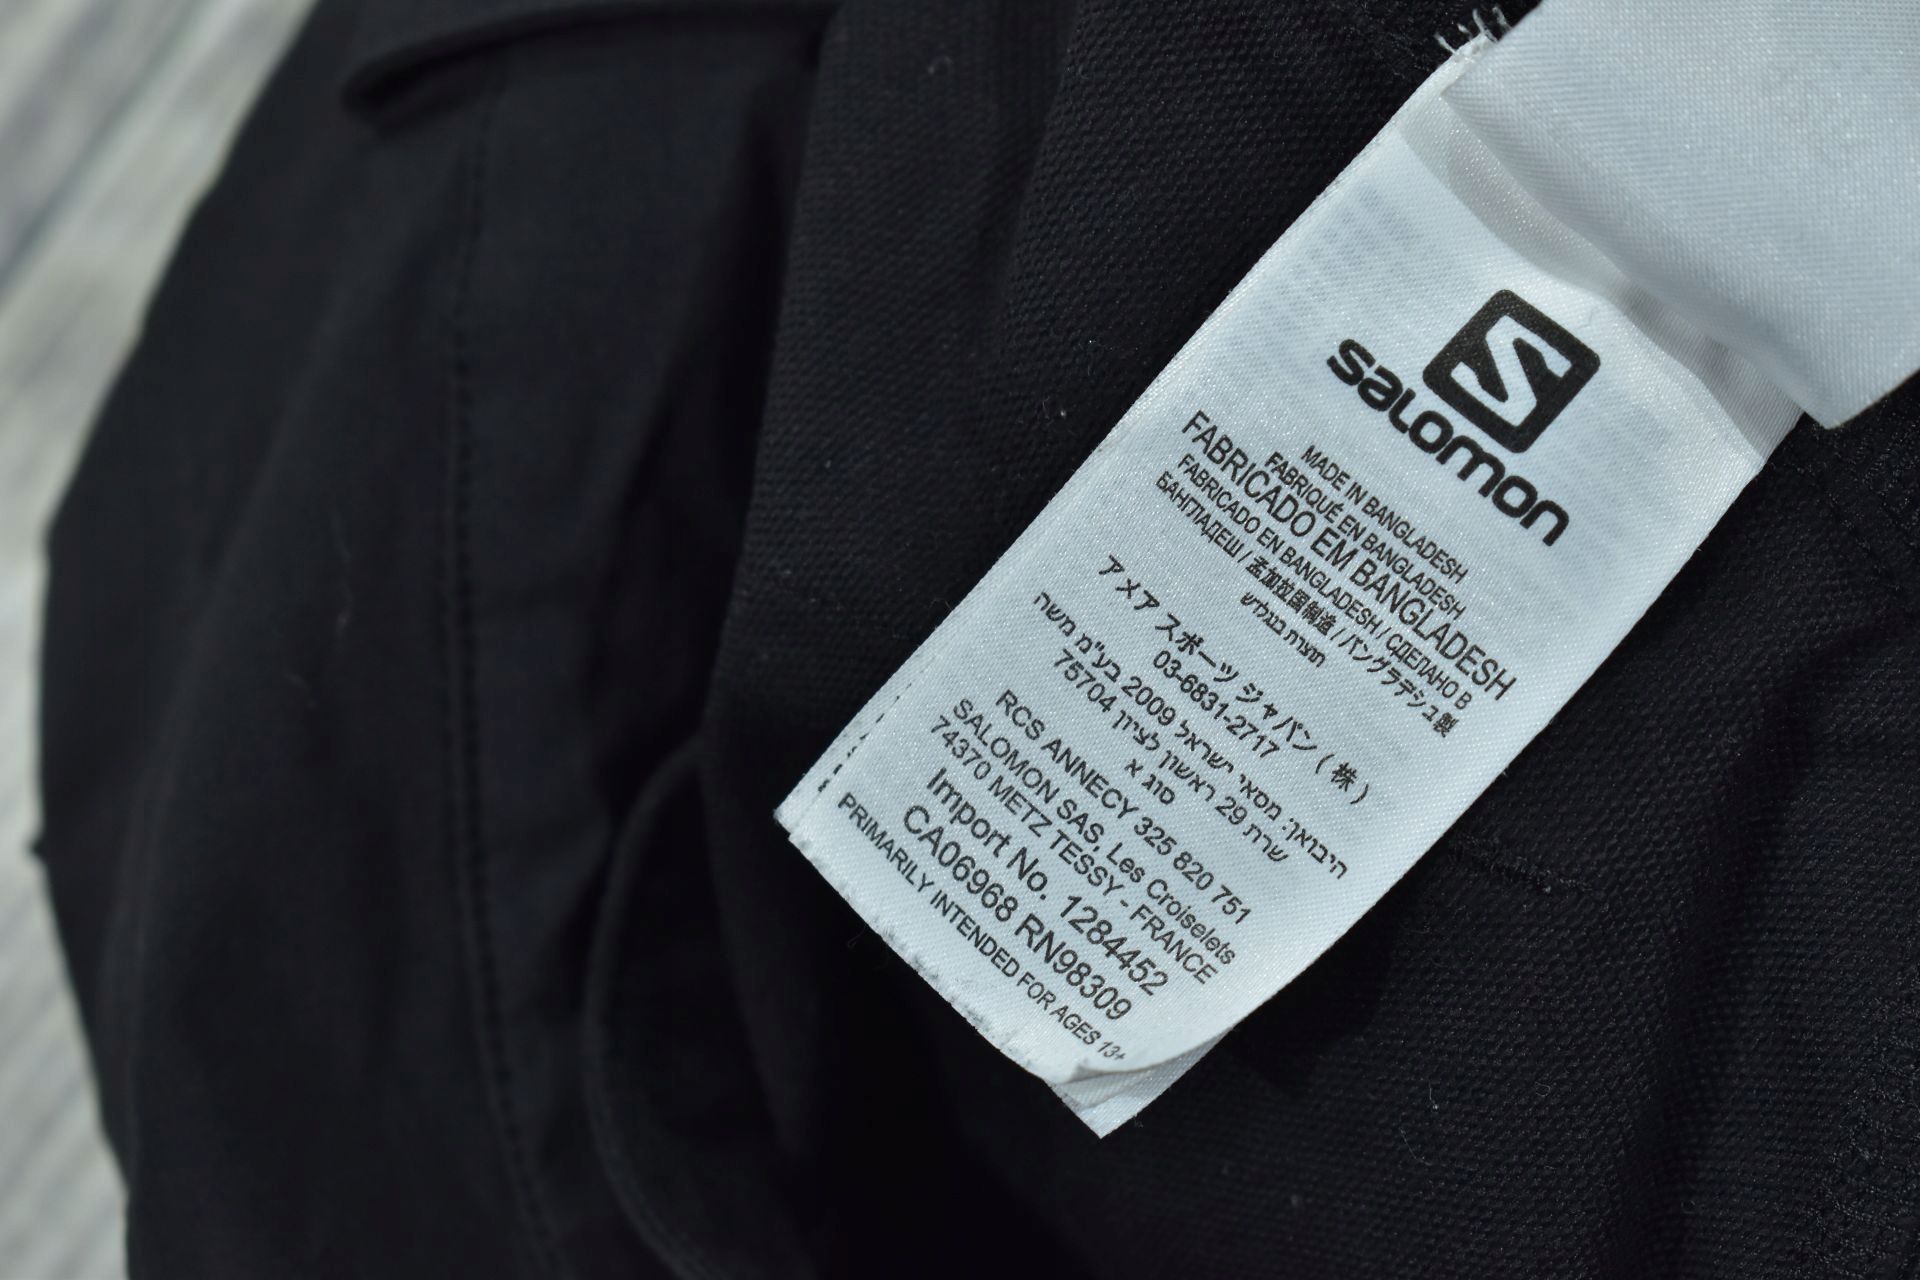 S
salomon
MADE IN BANGLADESH
FABRIQUÉ EN BANGLADESH
FABRICADO EM BANGLADESH
FABRICADO EN BANGLADESH / СДЕЛАНО В
БАНГЛАДЕШ / 孟加拉国制造 / バングラデシュ製
תוצרת בנגלדש
アメア スポーツ ジャパン (株)
03-6831-2717
היבואן: מסאי ישראל 2009 בע"מ משה
שרת 29 ראשון לציון 75704
סוג א
RCS ANNECY 325 820 751
SALOMON SAS, Les Croiselets
74370 METZ TESSY - FRANCE
Import No. 1284452
CA06968 RN98309
PRIMARILY INTENDED FOR AGES 13+